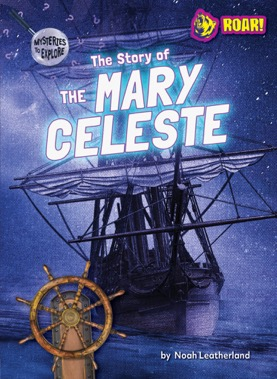 MYSTERIES
TO EXPLORE
ROAR!
The Story of
THE MARY
CELESTE
by Noah Leatherland